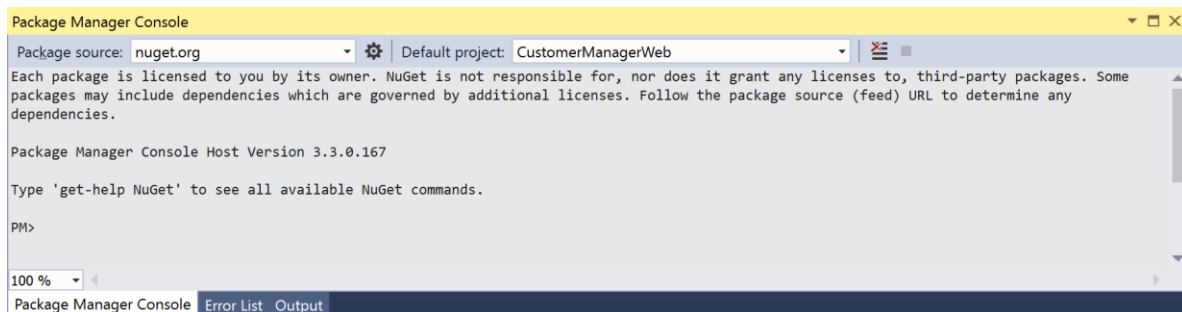 Package Manager Console
Package source: nuget.org Default project: CustomerManagerWeb
Each package is licensed to you by its owner. NuGet is not responsible for, nor does it grant any licenses to, third-party packages. Some
packages may include dependencies which are governed by additional licenses. Follow the package source (feed) URL to determine any
dependencies.
Package Manager Console Host Version 3.3.0.167
Type 'get-help NuGet' to see all available NuGet commands.
PM>
100 %
Package Manager Console Error List Output